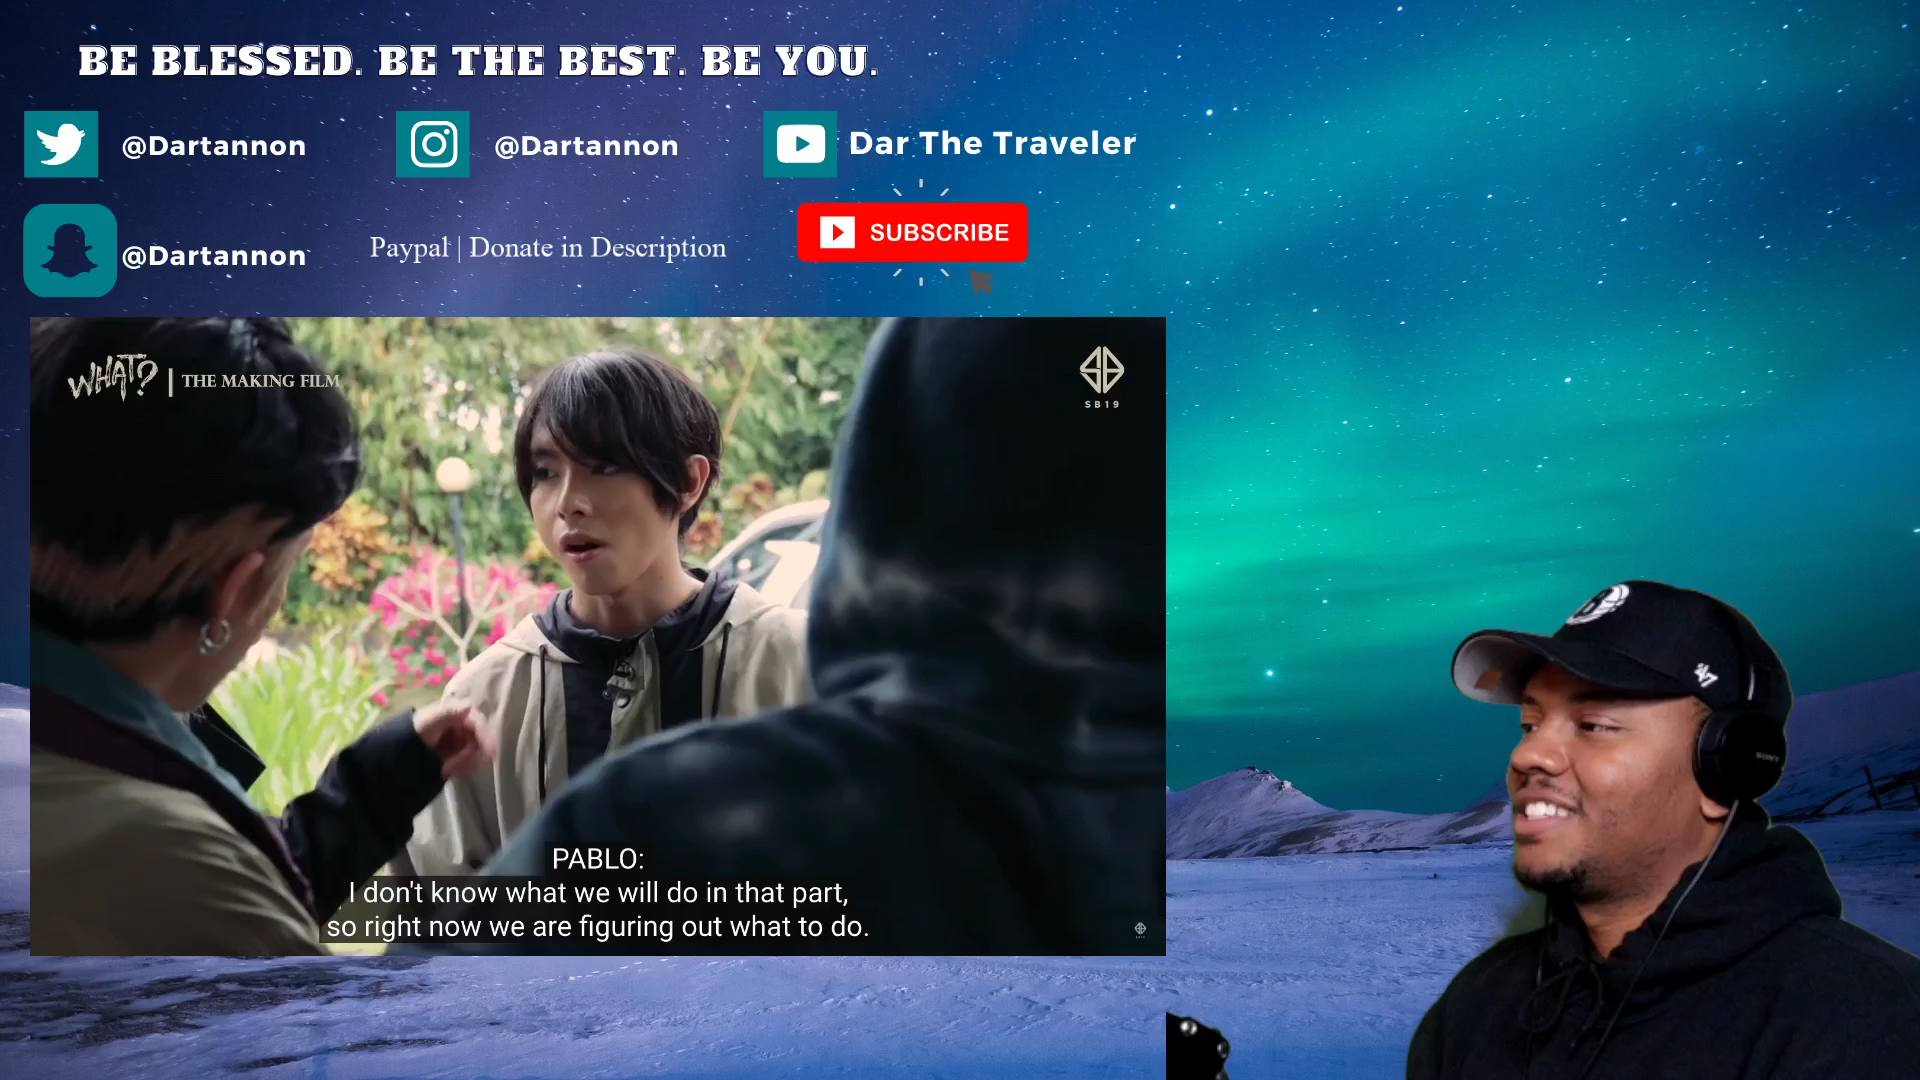 BE BLESSED. BE THE BEST. BE YOU.
@Dartannon
@Dartannon
Dar The Traveler
@Dartannon
Paypal | Donate in Description
SUBSCRIBE
WHAT? | THE MAKING FILM
SB19
B
47
SONY
PABLO:
I don't know what we will do in that part,
so right now we are figuring out what to do.